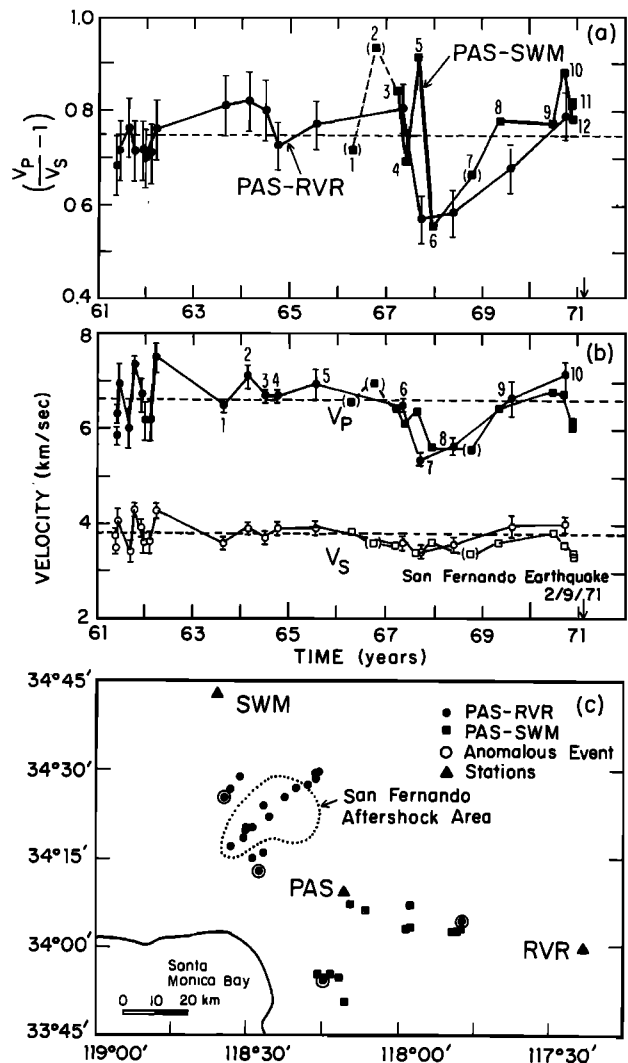 (a)
1.0
0.8
0.6
0.4
(VP/VS - 1)
PAS-SWM
PAS-RVR
(▪) 1
2 (▪)
3
4
5
6
7 (▪)
8
9
10
11
12
61 63 65 67 69 71
(b)
8
6
4
2
VELOCITY (km/sec)
1
2
3 4
5
6
7
8
9
10
(▪) (▪) (▪)
VP
(□) (□)
VS
San Fernando Earthquake
2/9/71
61 63 65 67 69 71
TIME (years)
(c)
34°45'
34°30'
34°15'
34°00'
33°45'
SWM
PAS-RVR
PAS-SWM
Anomalous Event
Stations
San Fernando
Aftershock Area
PAS
RVR
Santa
Monica Bay
0 10 20 km
119°00' 118°30' 118°00' 117°30'